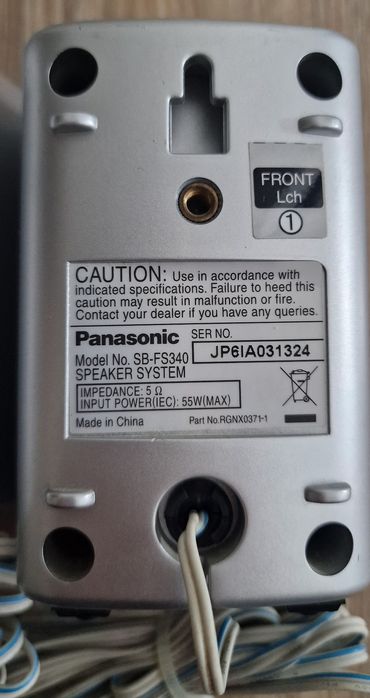 FRONT
Lch
①
CAUTION: Use in accordance with
indicated specifications. Failure to heed this
caution may result in malfunction or fire.
Contact your dealer if you have any queries.
Panasonic SER NO.
Model No. SB-FS340 JP6IA031324
SPEAKER SYSTEM
IMPEDANCE: 5 Ω
INPUT POWER(IEC): 55W(MAX)
Made in China Part No.RGNX0371-1